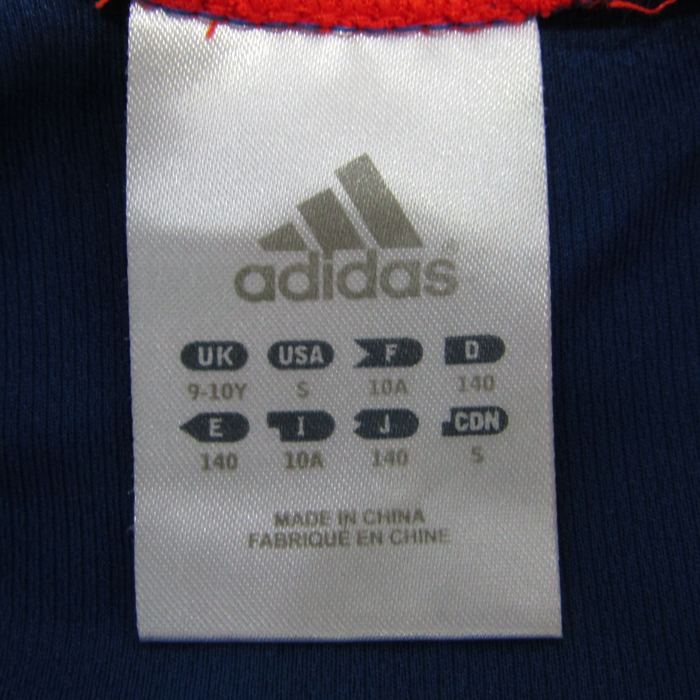 adidas®
UK USA F D
9-10Y S 10A 140
E I J CDN
140 10A 140 S
MADE IN CHINA
FABRIQUE EN CHINE